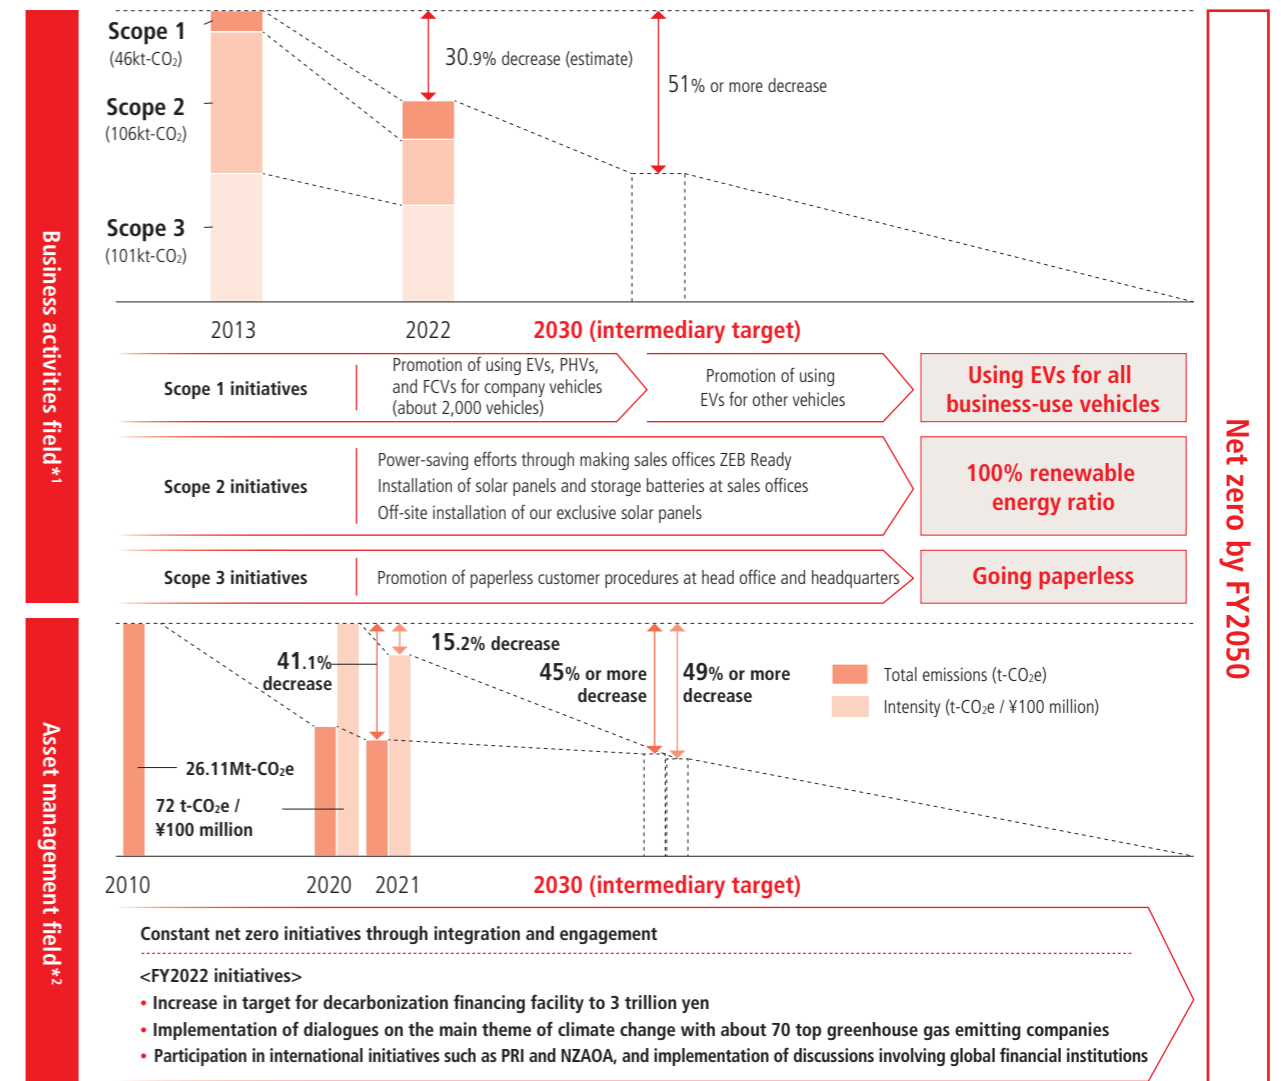 Business activities field*1
Scope 1
(46kt-CO₂)
Scope 2
(106kt-CO₂)
Scope 3
(101kt-CO₂)
30.9% decrease (estimate)
51% or more decrease
2013
2022
2030 (intermediary target)
Scope 1 initiatives
Promotion of using EVs, PHVs,
and FCVs for company vehicles
(about 2,000 vehicles)
Promotion of using
EVs for other vehicles
Using EVs for all
business-use vehicles
Scope 2 initiatives
Power-saving efforts through making sales offices ZEB Ready
Installation of solar panels and storage batteries at sales offices
Off-site installation of our exclusive solar panels
100% renewable
energy ratio
Scope 3 initiatives
Promotion of paperless customer procedures at head office and headquarters
Going paperless
Net zero by FY2050
Asset management field*2
41.1%
decrease
15.2% decrease
45% or more
decrease
49% or more
decrease
Total emissions (t-CO₂e)
Intensity (t-CO₂e / ¥100 million)
26.11Mt-CO₂e
72 t-CO₂e /
¥100 million
2010
2020
2021
2030 (intermediary target)
Constant net zero initiatives through integration and engagement
<FY2022 initiatives>
• Increase in target for decarbonization financing facility to 3 trillion yen
• Implementation of dialogues on the main theme of climate change with about 70 top greenhouse gas emitting companies
• Participation in international initiatives such as PRI and NZAOA, and implementation of discussions involving global financial institutions